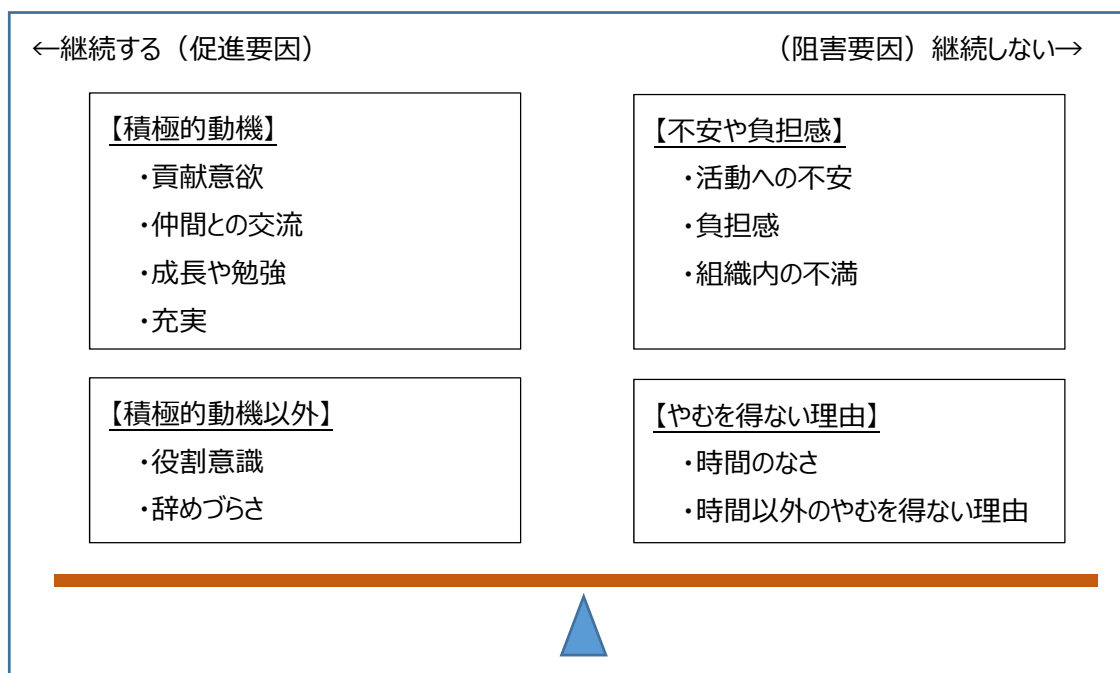 ←継続する（促進要因）
（阻害要因）継続しない→
【積極的動機】
・貢献意欲
・仲間との交流
・成長や勉強
・充実
【不安や負担感】
・活動への不安
・負担感
・組織内の不満
【積極的動機以外】
・役割意識
・辞めづらさ
【やむを得ない理由】
・時間のなさ
・時間以外のやむを得ない理由